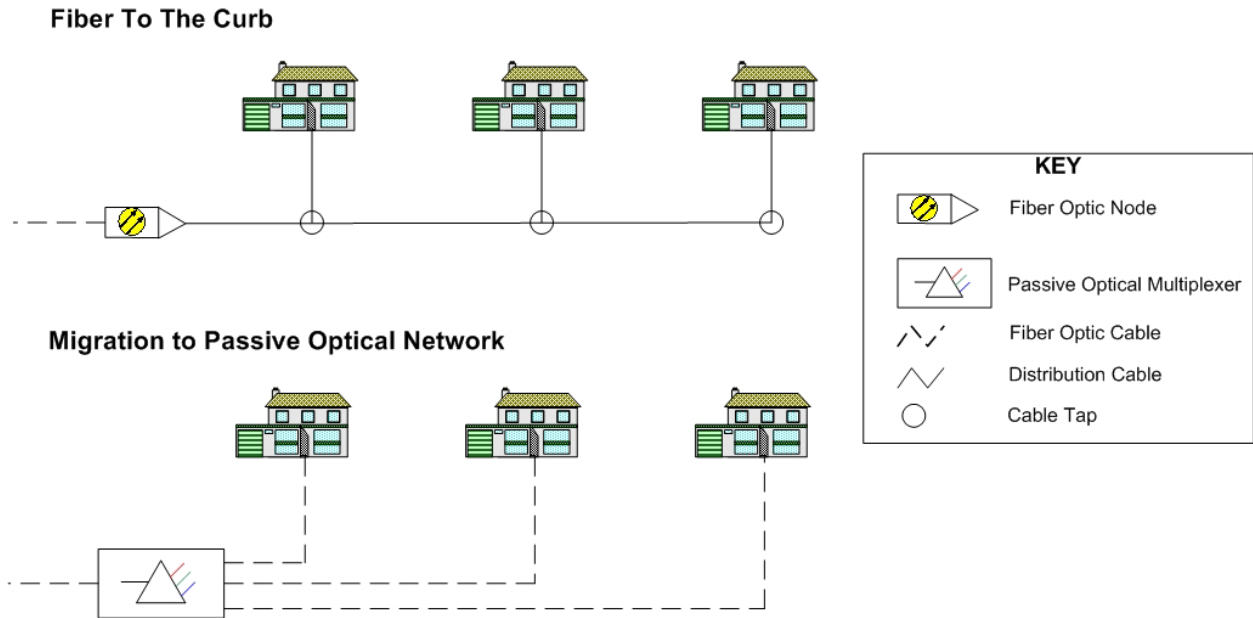 Fiber To The Curb
KEY
Fiber Optic Node
Passive Optical Multiplexer
Fiber Optic Cable
Distribution Cable
Cable Tap
Migration to Passive Optical Network